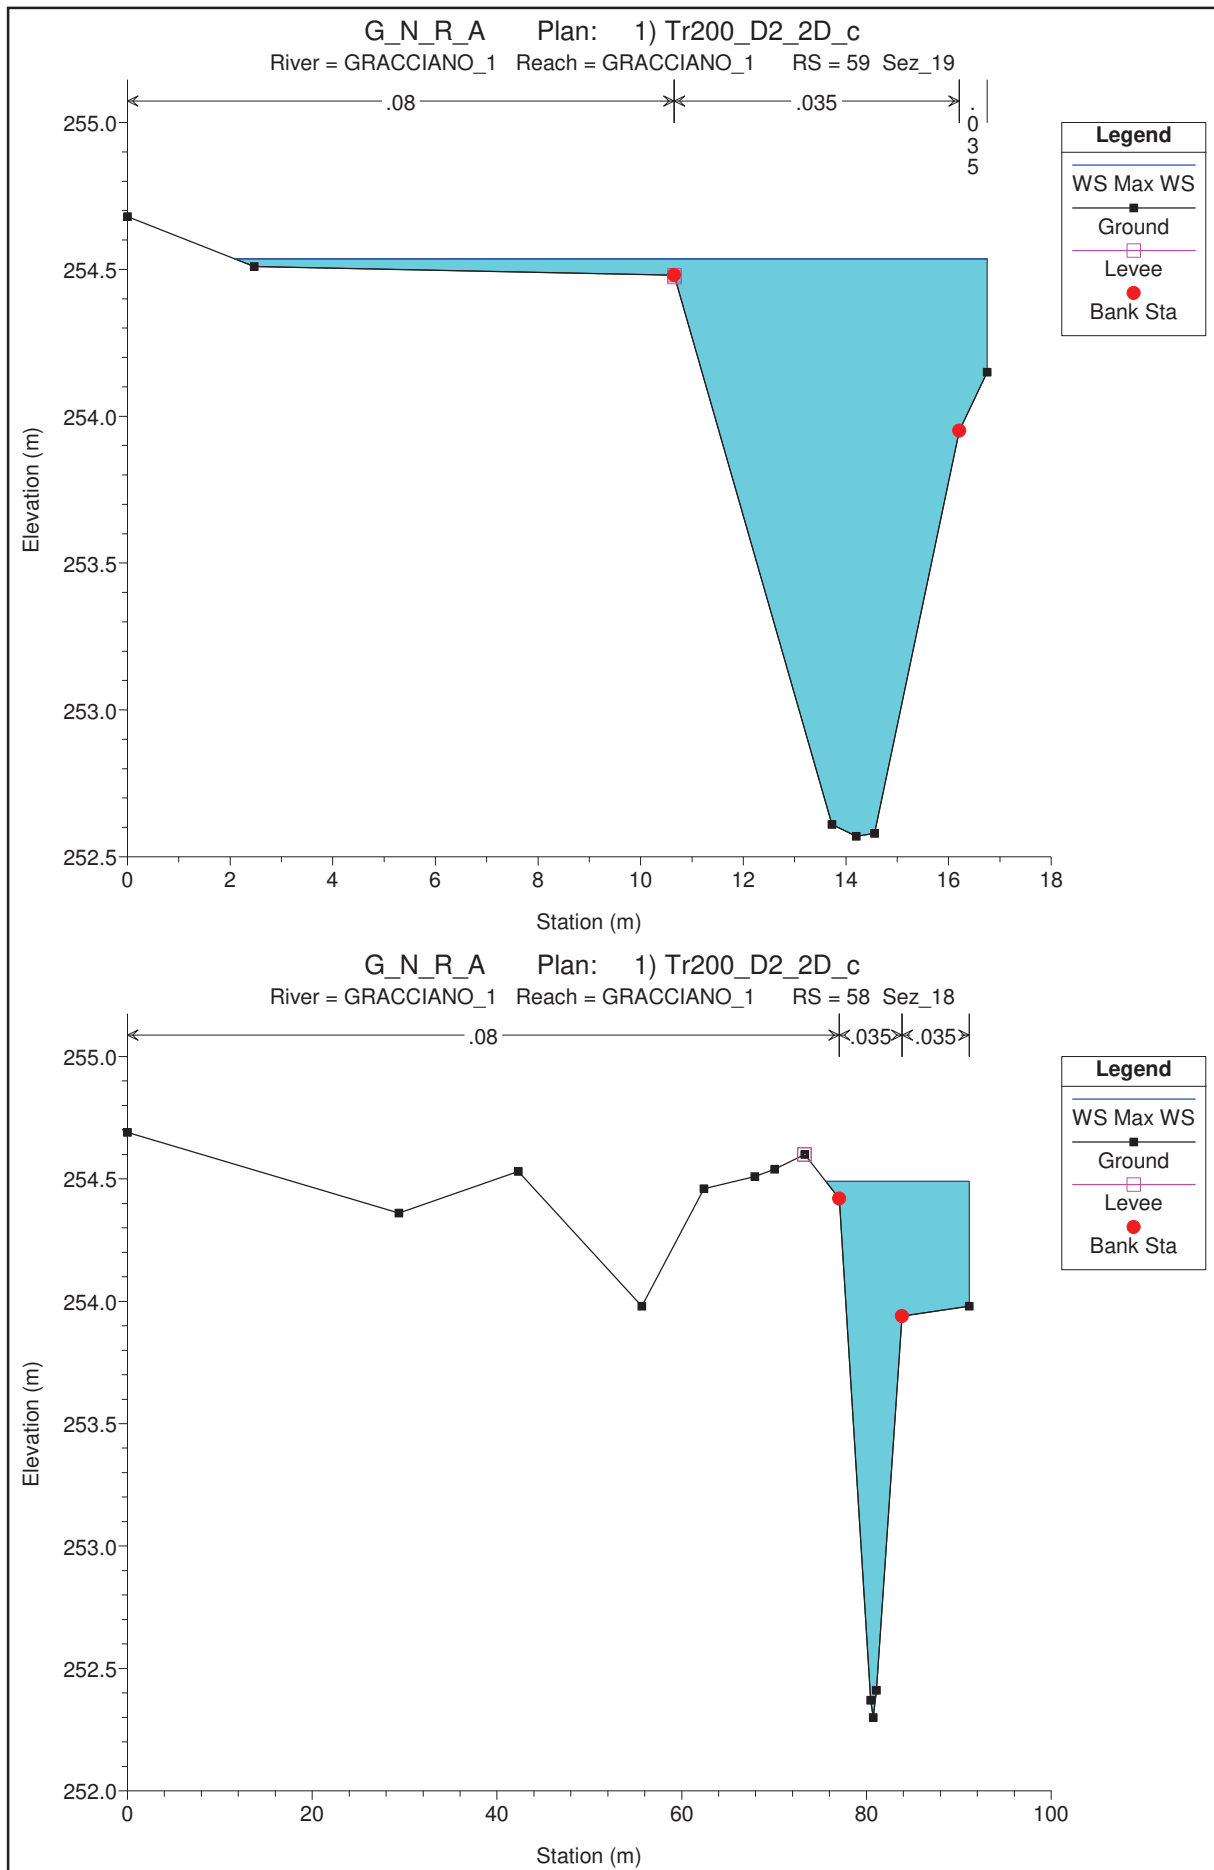 G_N_R_A Plan: 1) Tr200_D2_2D_c
River = GRACCIANO_1 Reach = GRACCIANO_1 RS = 59 Sez_19
.08
.035
.035
Legend
WS Max WS
Ground
Levee
Bank Sta
255.0
254.5
254.0
253.5
253.0
252.5
Elevation (m)
0 2 4 6 8 10 12 14 16 18
Station (m)
G_N_R_A Plan: 1) Tr200_D2_2D_c
River = GRACCIANO_1 Reach = GRACCIANO_1 RS = 58 Sez_18
.08
.035
.035
Legend
WS Max WS
Ground
Levee
Bank Sta
255.0
254.5
254.0
253.5
253.0
252.5
252.0
Elevation (m)
0 20 40 60 80 100
Station (m)